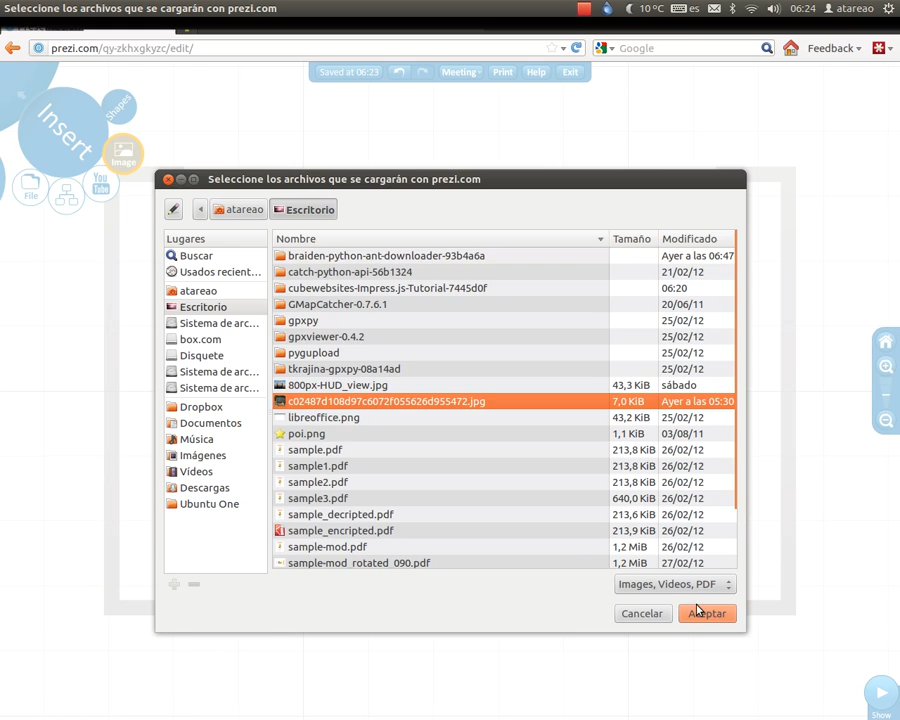 Seleccione los archivos que se cargarán con prezi.com
10 ºC es 06:24 atareao
prezi.com/qy-zkhxgkyzc/edit/
Google
Feedback
Saved at 06:23 Meeting Print Help Exit
Insert
Shapes
Image
File
You
Tube
Seleccione los archivos que se cargarán con prezi.com
atareao Escritorio
Lugares
Buscar
Usados recient...
atareao
Escritorio
Sistema de arc...
box.com
Disquete
Sistema de arc...
Sistema de arc...
Dropbox
Documentos
Música
Imágenes
Vídeos
Descargas
Ubuntu One
Nombre Tamaño Modificado
braiden-python-ant-downloader-93b4a6a Ayer a las 06:47
catch-python-api-56b1324 21/02/12
cubewebsites-Impress.js-Tutorial-7445d0f 06:20
GMapCatcher-0.7.6.1 20/06/11
gpxpy 25/02/12
gpxviewer-0.4.2 25/02/12
pygupload 25/02/12
tkrajina-gpxpy-08a14ad 25/02/12
800px-HUD_view.jpg 43,3 KiB sábado
c02487d108d97c6072f055626d955472.jpg 7,0 KiB Ayer a las 05:30
libreoffice.png 43,2 KiB 25/02/12
poi.png 1,1 KiB 03/08/11
sample.pdf 213,8 KiB 26/02/12
sample1.pdf 213,8 KiB 26/02/12
sample2.pdf 213,8 KiB 26/02/12
sample3.pdf 640,0 KiB 26/02/12
sample_decripted.pdf 213,6 KiB 26/02/12
sample_encripted.pdf 213,9 KiB 26/02/12
sample-mod.pdf 1,2 MiB 26/02/12
sample-mod_rotated_090.pdf 1,2 MiB 27/02/12
Images, Videos, PDF
Cancelar Aceptar
Show